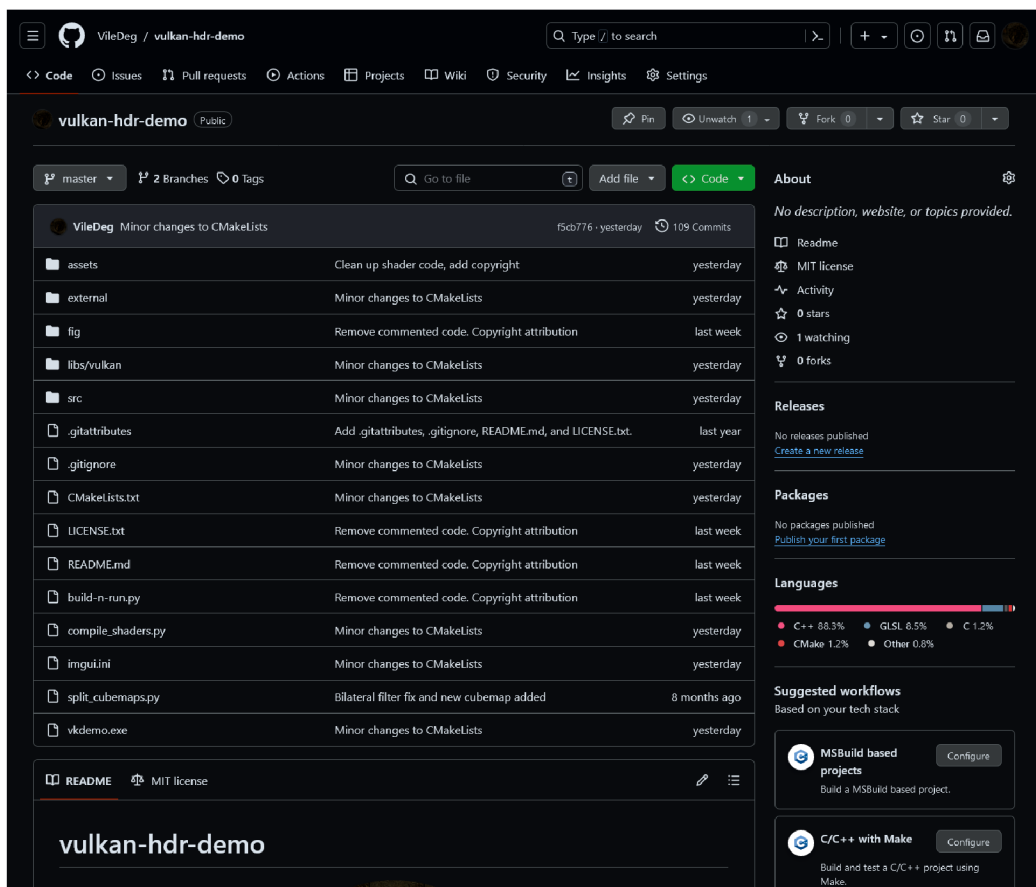 VileDeg / vulkan-hdr-demo
Type / to search
Code Issues Pull requests Actions Projects Wiki Security Insights Settings
vulkan-hdr-demo Public
Pin Unwatch 1 Fork 0 Star 0
master 2 Branches 0 Tags Go to file t Add file Code
VileDeg Minor changes to CMakeLists f5cb776 · yesterday 109 Commits
assets Clean up shader code, add copyright yesterday
external Minor changes to CMakeLists yesterday
fig Remove commented code. Copyright attribution last week
libs/vulkan Minor changes to CMakeLists yesterday
src Minor changes to CMakeLists yesterday
.gitattributes Add .gitattributes, .gitignore, README.md, and LICENSE.txt. last year
.gitignore Minor changes to CMakeLists yesterday
CMakeLists.txt Minor changes to CMakeLists yesterday
LICENSE.txt Remove commented code. Copyright attribution last week
README.md Remove commented code. Copyright attribution last week
build-n-run.py Remove commented code. Copyright attribution last week
compile_shaders.py Minor changes to CMakeLists yesterday
imgui.ini Minor changes to CMakeLists yesterday
split_cubemaps.py Bilateral filter fix and new cubemap added 8 months ago
vkdemo.exe Minor changes to CMakeLists yesterday
README MIT license
vulkan-hdr-demo
About
No description, website, or topics provided.
Readme
MIT license
Activity
0 stars
1 watching
0 forks
Releases
No releases published
Create a new release
Packages
No packages published
Publish your first package
Languages
C++ 88.3% GLSL 8.5% C 1.2%
CMake 1.2% Other 0.8%
Suggested workflows
Based on your tech stack
MSBuild based
projects
Configure
Build a MSBuild based project.
C/C++ with Make
Configure
Build and test a C/C++ project using
Make.